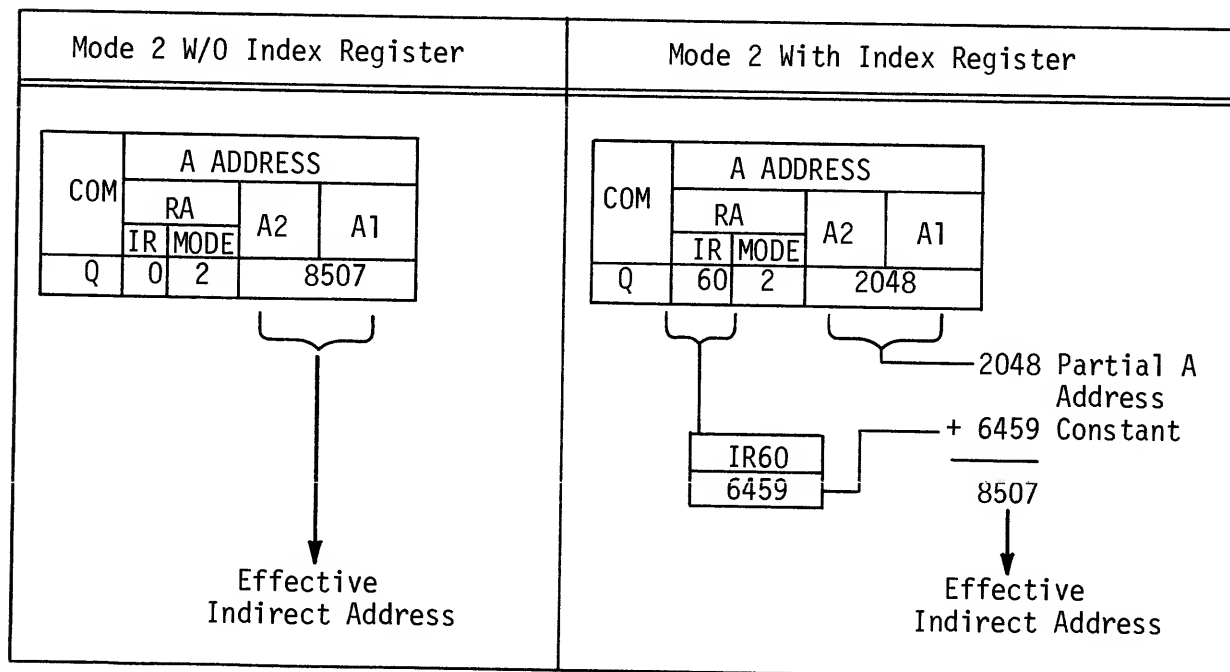 Mode 2 W/O Index Register
COM
A ADDRESS
RA
A2
A1
IR
MODE
Q
0
2
8507
Effective
Indirect Address
Mode 2 With Index Register
COM
A ADDRESS
RA
A2
A1
IR
MODE
Q
60
2
2048
2048 Partial A
Address
+ 6459 Constant
IR60
6459
8507
Effective
Indirect Address